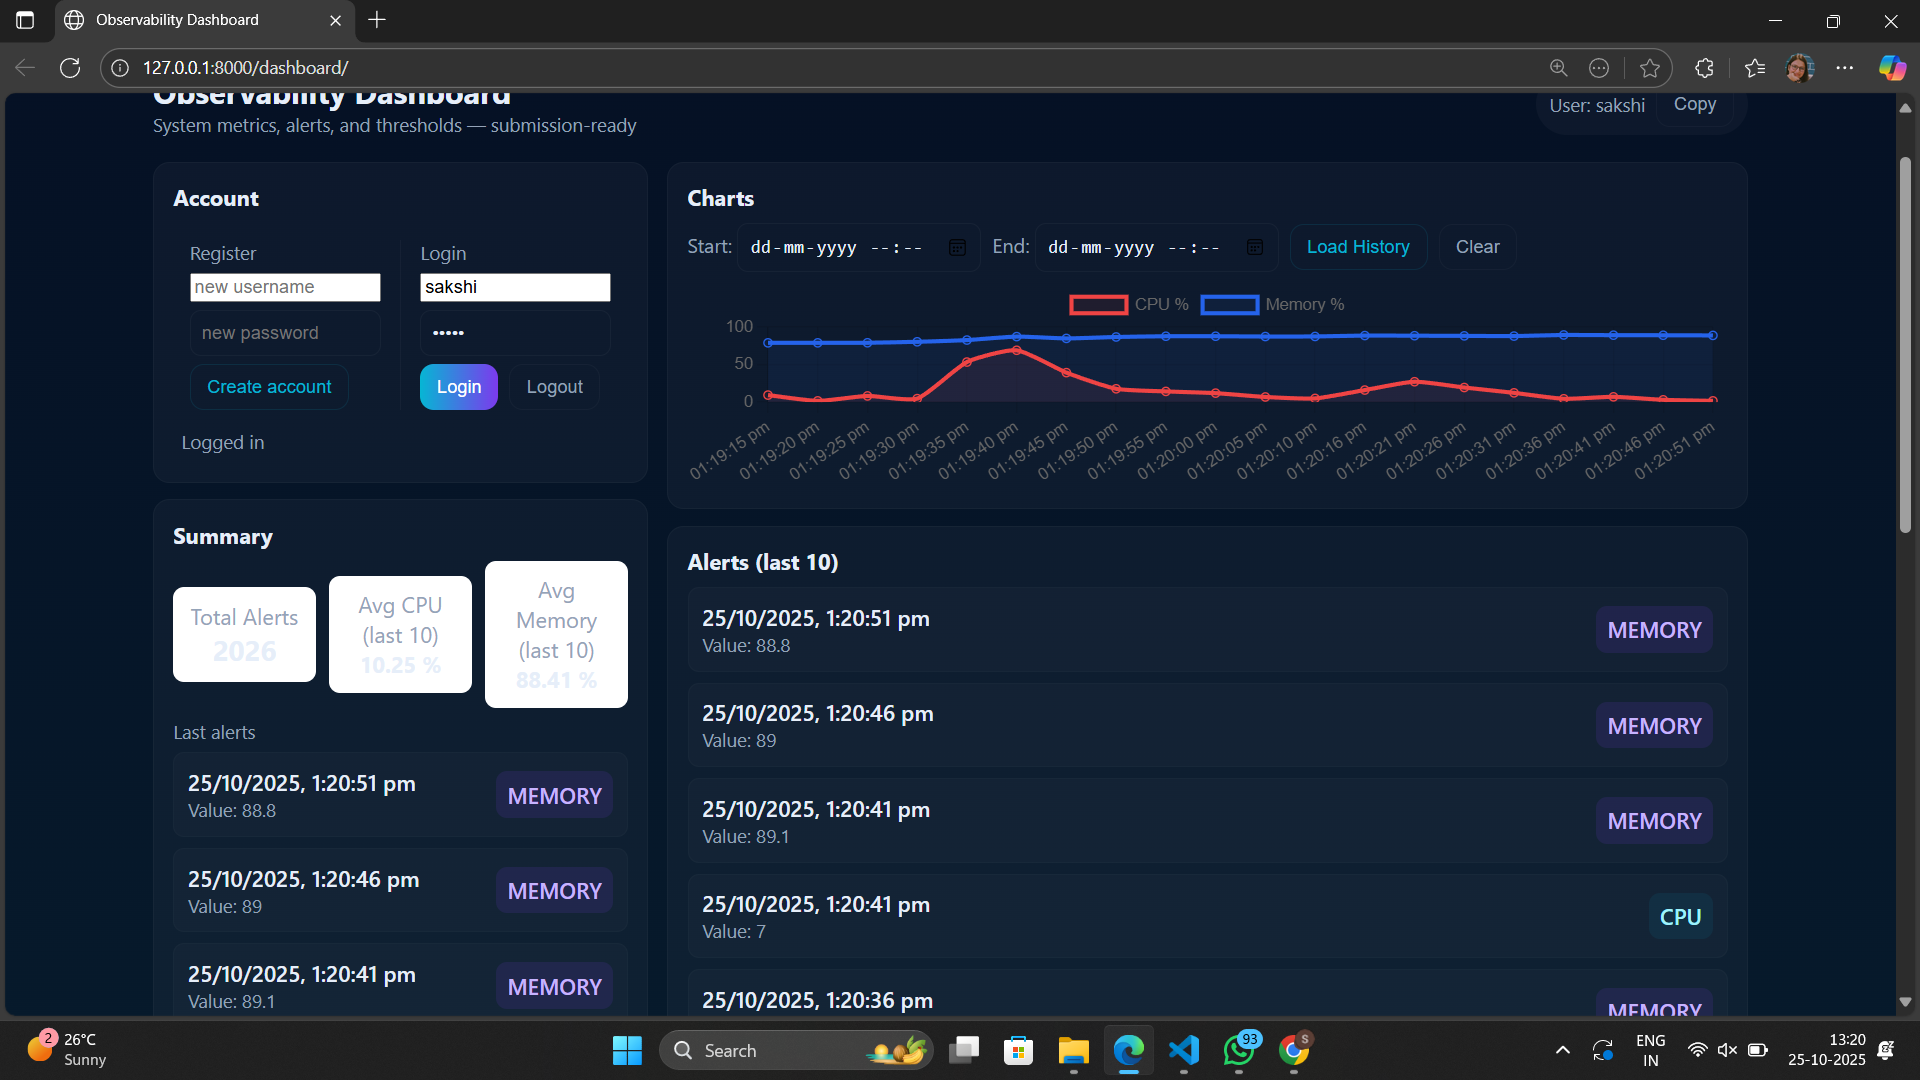 Observability Dashboard
127.0.0.1:8000/dashboard/
Observability Dashboard
System metrics, alerts, and thresholds — submission-ready
User: sakshi
Copy
Account
Register
Login
new username
sakshi
new password
•••••
Create account
Login
Logout
Logged in
Charts
Start:
dd-mm-yyyy --:--
End:
dd-mm-yyyy --:--
Load History
Clear
CPU %
Memory %
100
50
0
01:19:15 pm
01:19:20 pm
01:19:25 pm
01:19:30 pm
01:19:35 pm
01:19:40 pm
01:19:45 pm
01:19:50 pm
01:19:55 pm
01:20:00 pm
01:20:05 pm
01:20:10 pm
01:20:16 pm
01:20:21 pm
01:20:26 pm
01:20:31 pm
01:20:36 pm
01:20:41 pm
01:20:46 pm
01:20:51 pm
Summary
Total Alerts
2026
Avg CPU
(last 10)
10.25 %
Avg
Memory
(last 10)
88.41 %
Last alerts
25/10/2025, 1:20:51 pm
Value: 88.8
MEMORY
25/10/2025, 1:20:46 pm
Value: 89
MEMORY
25/10/2025, 1:20:41 pm
Value: 89.1
MEMORY
Alerts (last 10)
25/10/2025, 1:20:51 pm
Value: 88.8
MEMORY
25/10/2025, 1:20:46 pm
Value: 89
MEMORY
25/10/2025, 1:20:41 pm
Value: 89.1
MEMORY
25/10/2025, 1:20:41 pm
Value: 7
CPU
25/10/2025, 1:20:36 pm
MEMORY
2
26°C
Sunny
Search
93
S
ENG
IN
13:20
25-10-2025